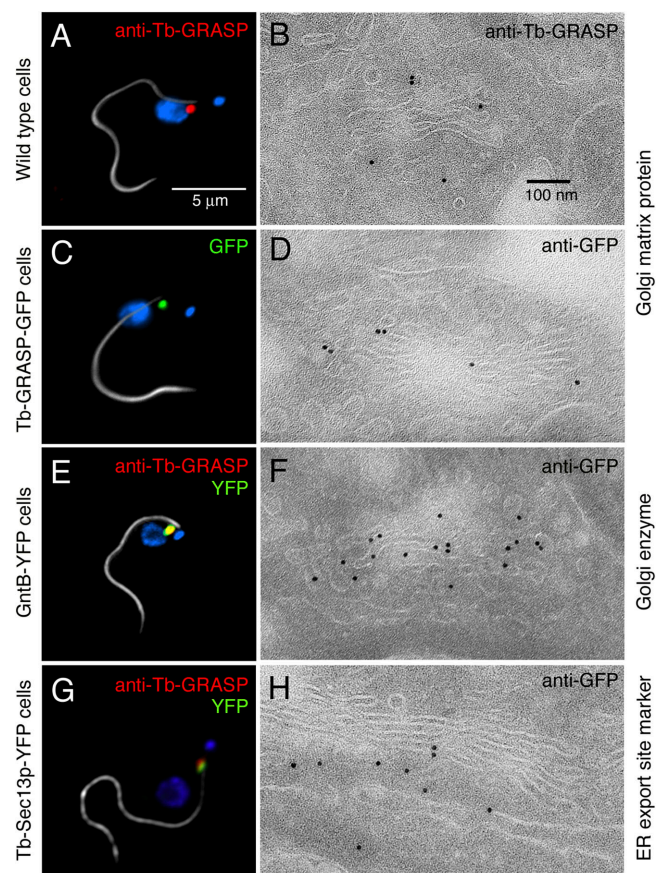 A
anti-Tb-GRASP
5 μm
B
anti-Tb-GRASP
100 nm
Wild type cells
C
GFP
D
anti-GFP
Tb-GRASP-GFP cells
Golgi matrix protein
E
anti-Tb-GRASP
YFP
F
anti-GFP
GntB-YFP cells
Golgi enzyme
G
anti-Tb-GRASP
YFP
H
anti-GFP
Tb-Sec13p-YFP cells
ER export site marker